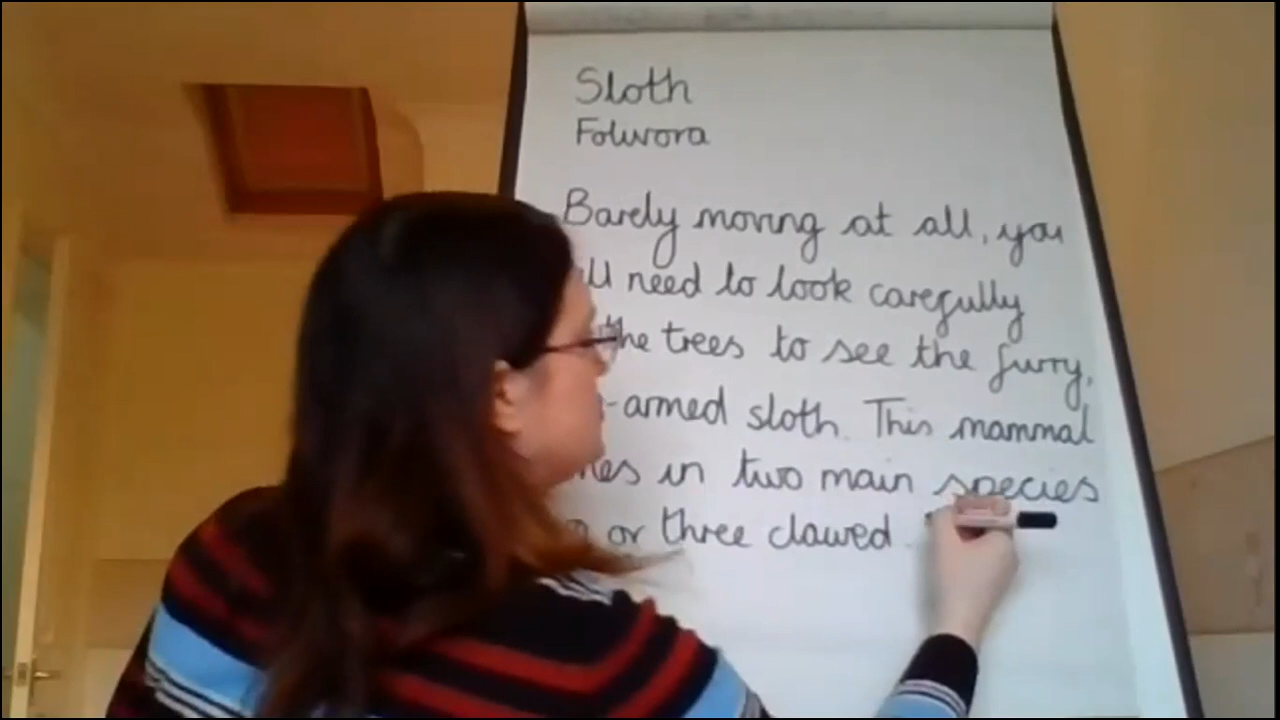 Sloth
Folivora
Barely moving at all, you
need to look carefully
the trees to see the furry,
-armed sloth. This mammal
in two main species
or three clawed.